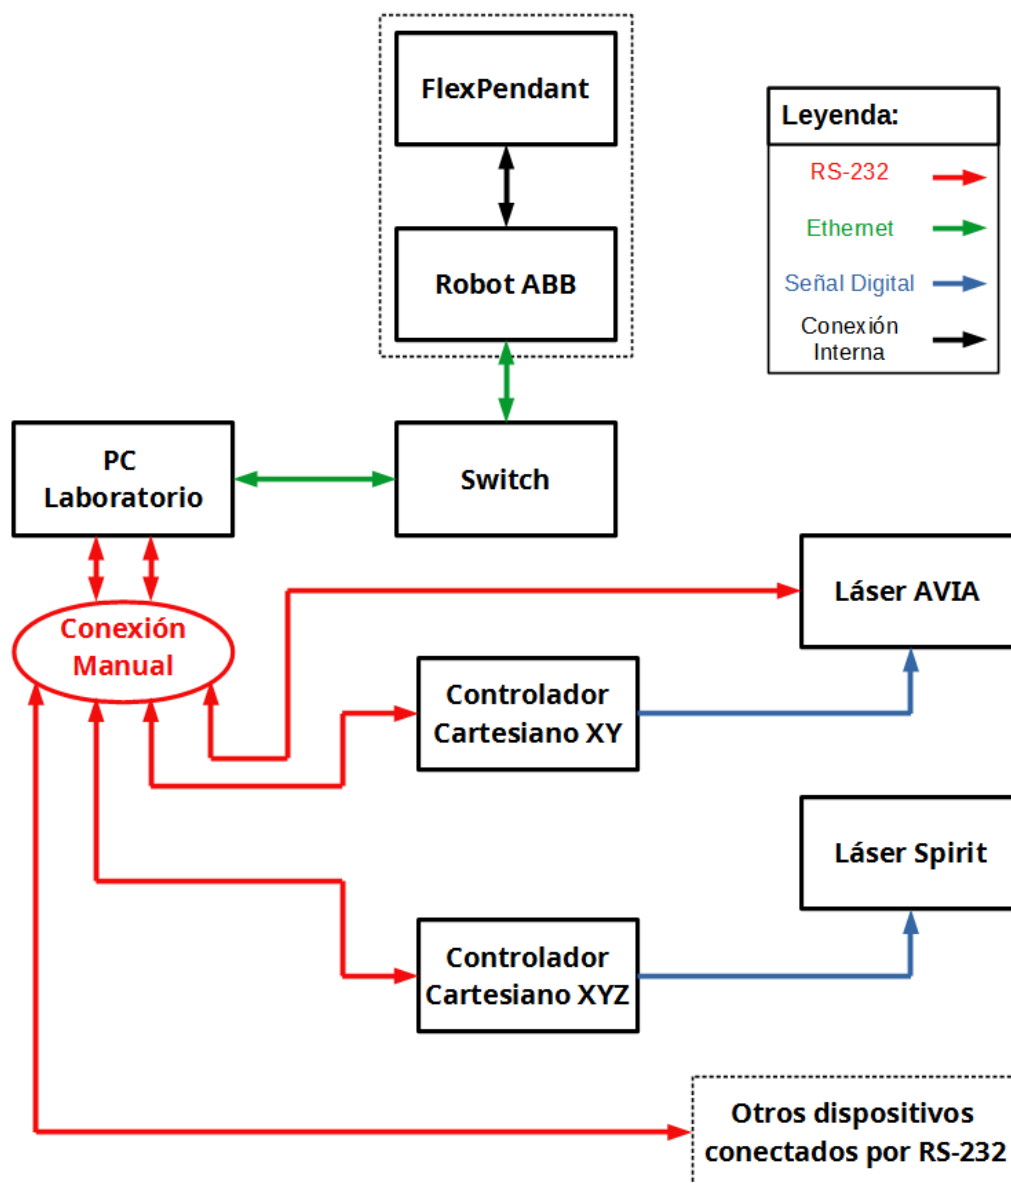 FlexPendant
Leyenda:
RS-232
Ethernet
Señal Digital
Conexión
Interna
Robot ABB
PC
Laboratorio
Switch
Láser AVIA
Conexión
Manual
Controlador
Cartesiano XY
Láser Spirit
Controlador
Cartesiano XYZ
Otros dispositivos
conectados por RS-232